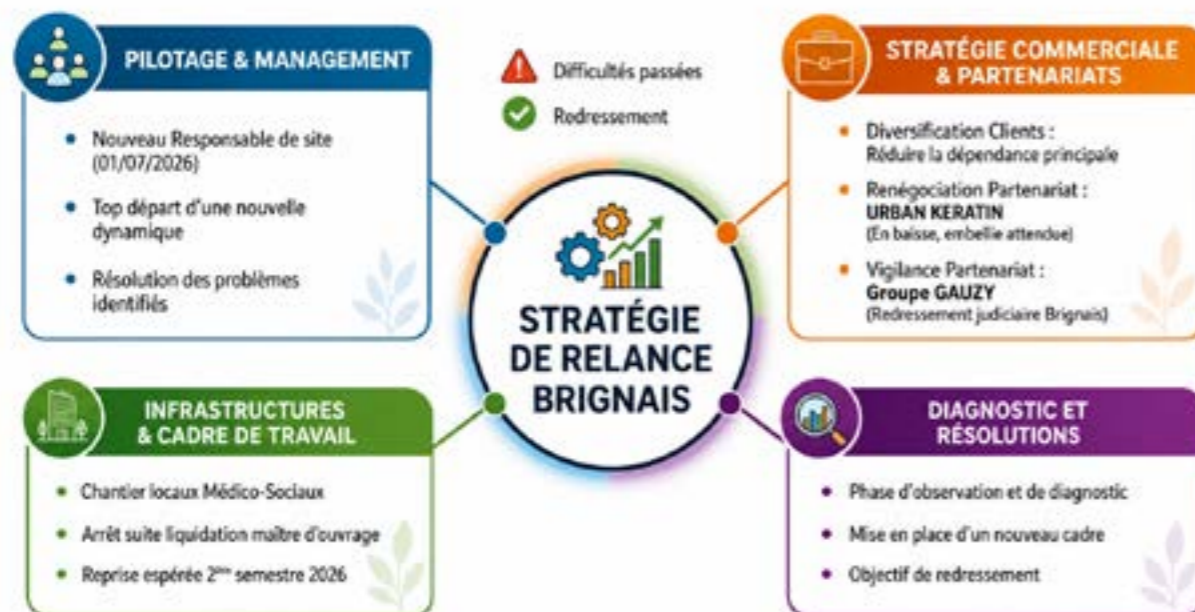 PILOTAGE & MANAGEMENT
• Nouveau Responsable de site
(01/07/2026)
• Top départ d'une nouvelle
dynamique
• Résolution des problèmes
identifiés
Difficultés passées
Redressement
STRATÉGIE COMMERCIALE
& PARTENARIATS
• Diversification Clients :
Réduire la dépendance principale
• Renégociation Partenariat :
URBAN KERATIN
(En baisse, embellie attendue)
• Vigilance Partenariat :
Groupe GAUZY
(Redressement judiciaire Brignais)
STRATÉGIE
DE RELANCE
BRIGNAIS
INFRASTRUCTURES
& CADRE DE TRAVAIL
• Chantier locaux Médico-Sociaux
• Arrêt suite liquidation maître d'ouvrage
• Reprise espérée 2ème semestre 2026
DIAGNOSTIC ET
RÉSOLUTIONS
• Phase d'observation et de diagnostic
• Mise en place d'un nouveau cadre
• Objectif de redressement